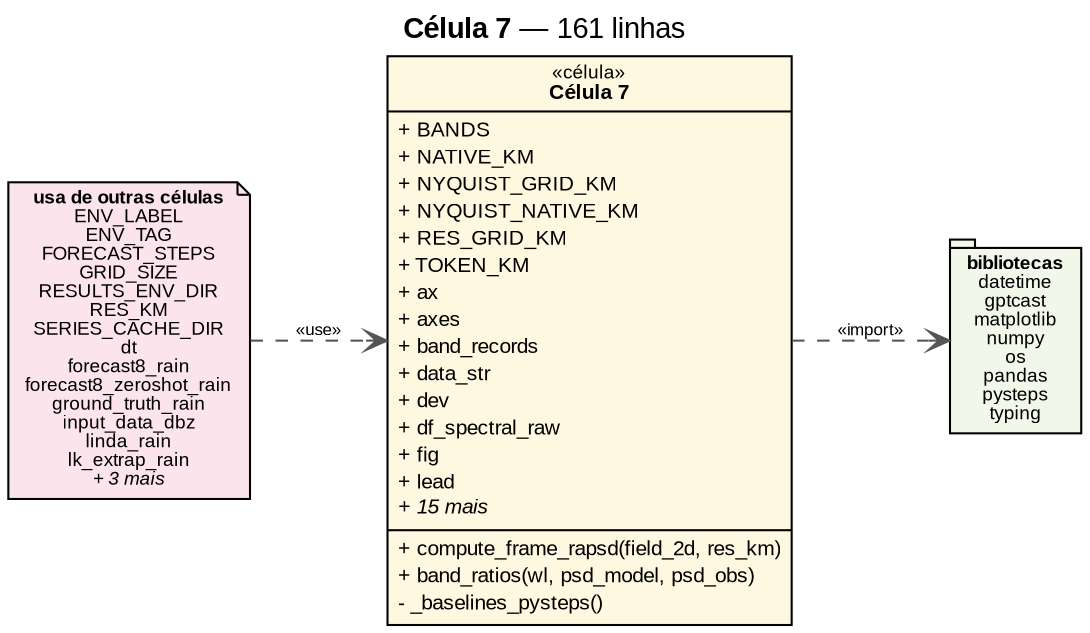 Célula 7 — 161 linhas
usa de outras células
ENV_LABEL
ENV_TAG
FORECAST_STEPS
GRID_SIZE
RESULTS_ENV_DIR
RES_KM
SERIES_CACHE_DIR
dt
forecast8_rain
forecast8_zeroshot_rain
ground_truth_rain
input_data_dbz
linda_rain
lk_extrap_rain
+ 3 mais
«use»
«célula»
Célula 7
+ BANDS
+ NATIVE_KM
+ NYQUIST_GRID_KM
+ NYQUIST_NATIVE_KM
+ RES_GRID_KM
+ TOKEN_KM
+ ax
+ axes
+ band_records
+ data_str
+ dev
+ df_spectral_raw
+ fig
+ lead
+ 15 mais
+ compute_frame_rapsd(field_2d, res_km)
+ band_ratios(wl, psd_model, psd_obs)
- _baselines_pysteps()
«import»
bibliotecas
datetime
gptcast
matplotlib
numpy
os
pandas
pysteps
typing